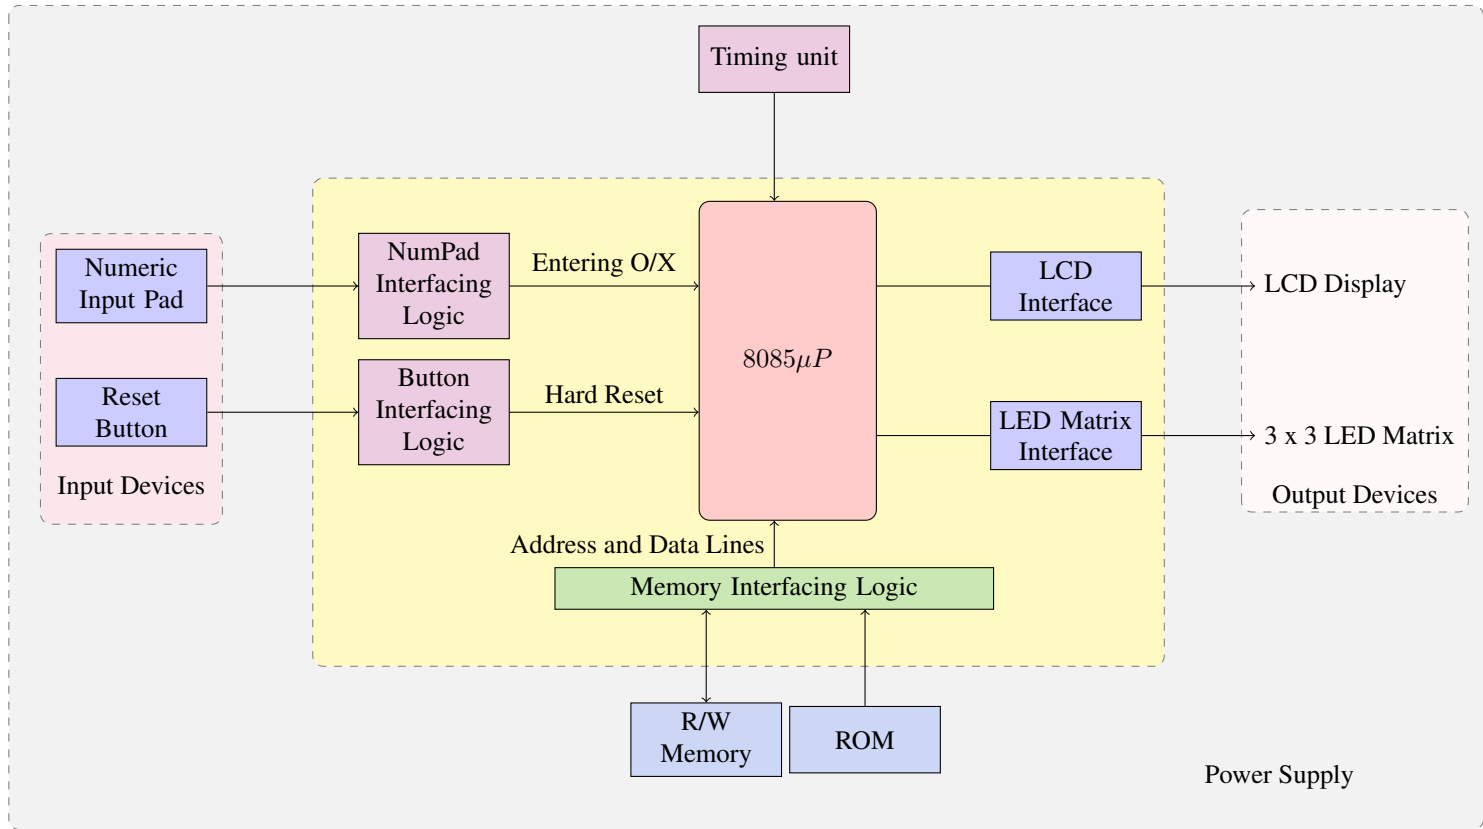 Timing unit
Numeric
Input Pad
NumPad
Interfacing
Logic
Entering O/X
LCD
Interface
LCD Display
8085μP
Reset
Button
Button
Interfacing
Logic
Hard Reset
LED Matrix
Interface
3 x 3 LED Matrix
Input Devices
Output Devices
Address and Data Lines
Memory Interfacing Logic
R/W
Memory
ROM
Power Supply